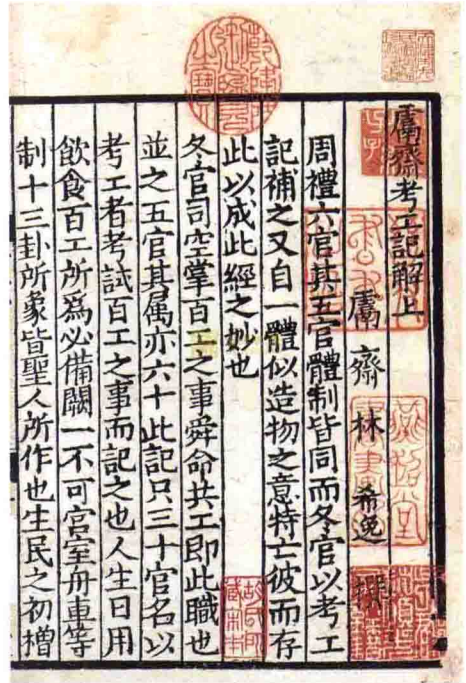 鬳齋考工記解上
鬳齋林希逸撰
周禮六官其五官體制皆同而冬官以考工
記補之又自一體似造物之意特亡彼而存
此以成此經之妙也
冬官司空掌百工之事舜命共工即此職也
並之五官其属亦六十此記只三十官名以
考工者考試百工之事而記之也人生日用
飲食百工所爲必備闕一不可宫室舟車等
制十三卦所象皆聖人所作也生民之初橧